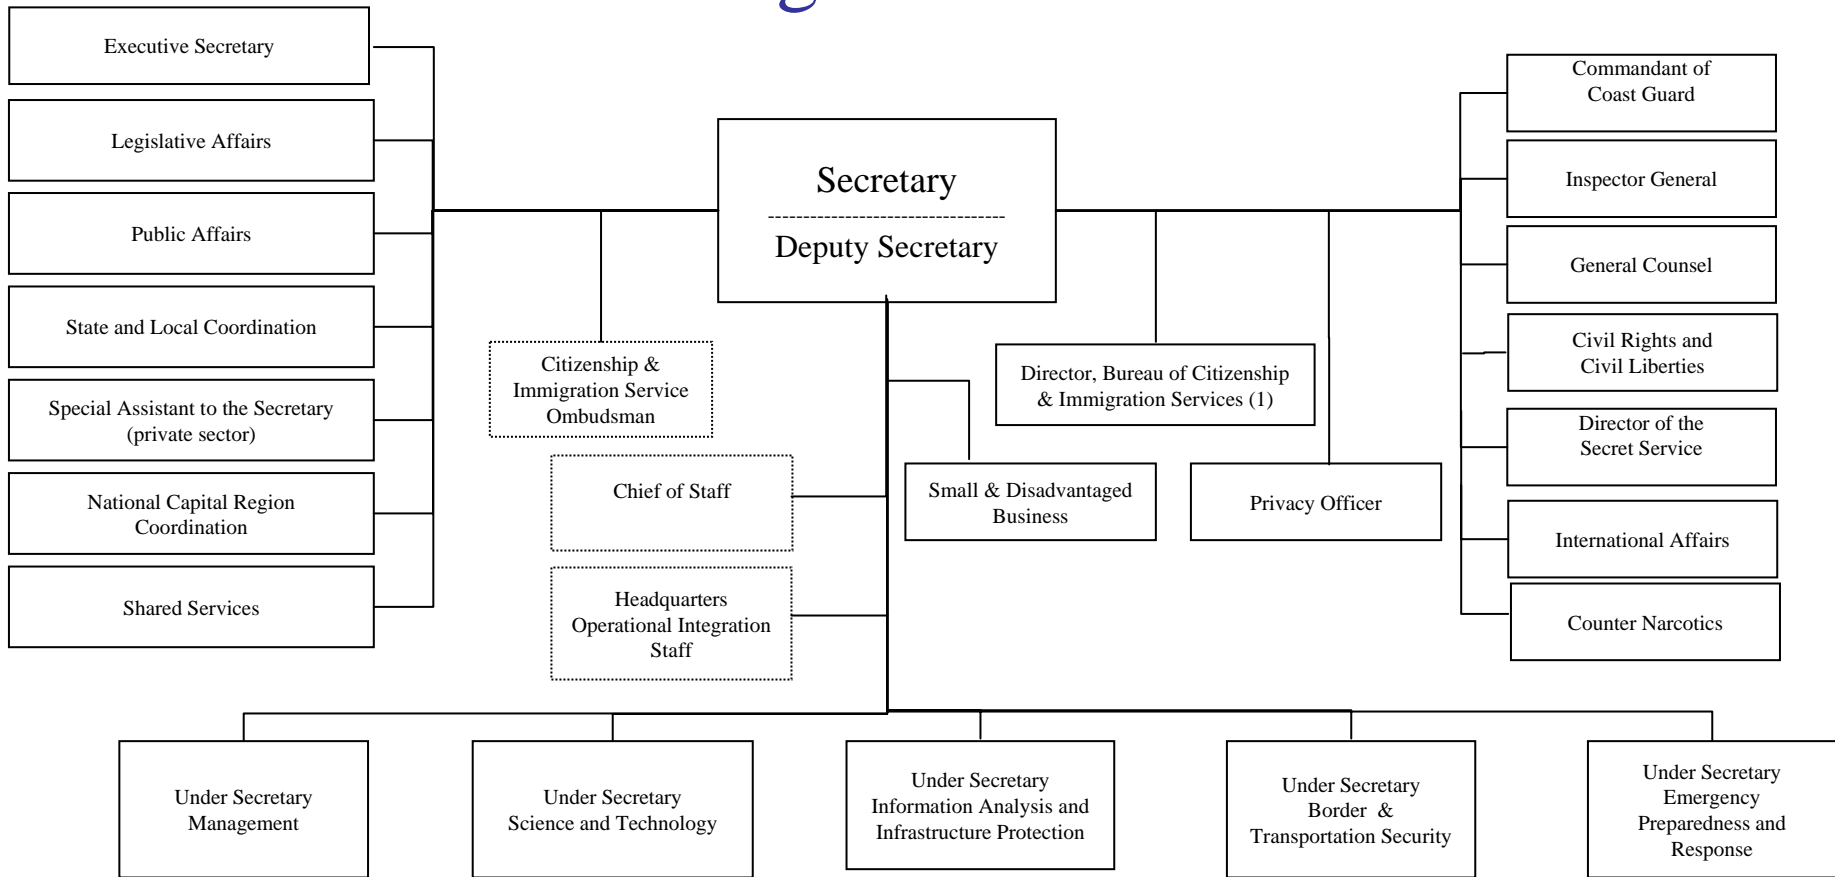 Executive Secretary
Legislative Affairs
Public Affairs
State and Local Coordination
Special Assistant to the Secretary
(private sector)
National Capital Region
Coordination
Shared Services
Secretary
----------------------------------
Deputy Secretary
Citizenship &
Immigration Service
Ombudsman
Chief of Staff
Headquarters
Operational Integration
Staff
Director, Bureau of Citizenship
& Immigration Services (1)
Small & Disadvantaged
Business
Privacy Officer
Commandant of
Coast Guard
Inspector General
General Counsel
Civil Rights and
Civil Liberties
Director of the
Secret Service
International Affairs
Counter Narcotics
Under Secretary
Management
Under Secretary
Science and Technology
Under Secretary
Information Analysis and
Infrastructure Protection
Under Secretary
Border &
Transportation Security
Under Secretary
Emergency
Preparedness and
Response